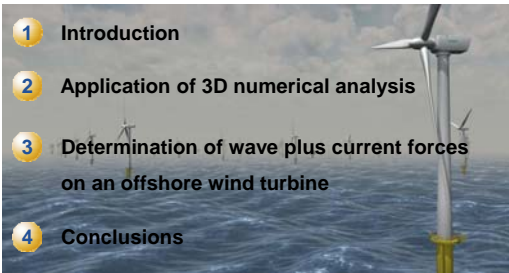 1 Introduction
2 Application of 3D numerical analysis
3 Determination of wave plus current forces
on an offshore wind turbine
4 Conclusions